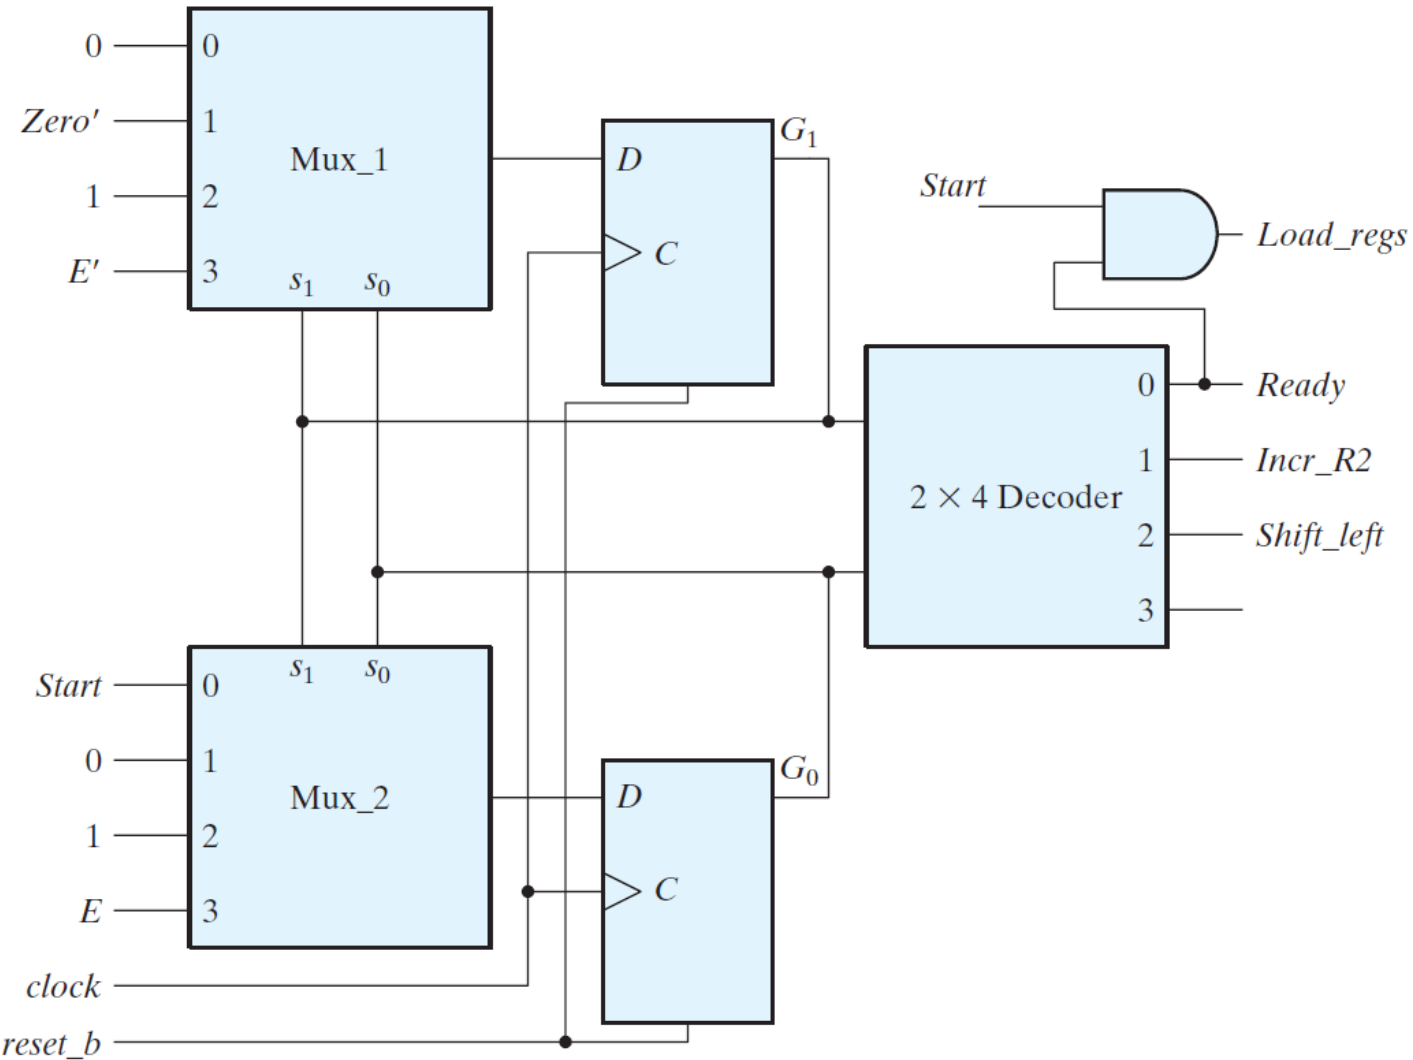 0
0
Zero'
1
Mux_1
1
2
E'
3
s1
s0
D
G1
C
Start
Load_regs
0
Ready
1
Incr_R2
2 × 4 Decoder
2
Shift_left
3
s1
s0
Start
0
0
1
Mux_2
1
2
E
3
D
G0
C
clock
reset_b